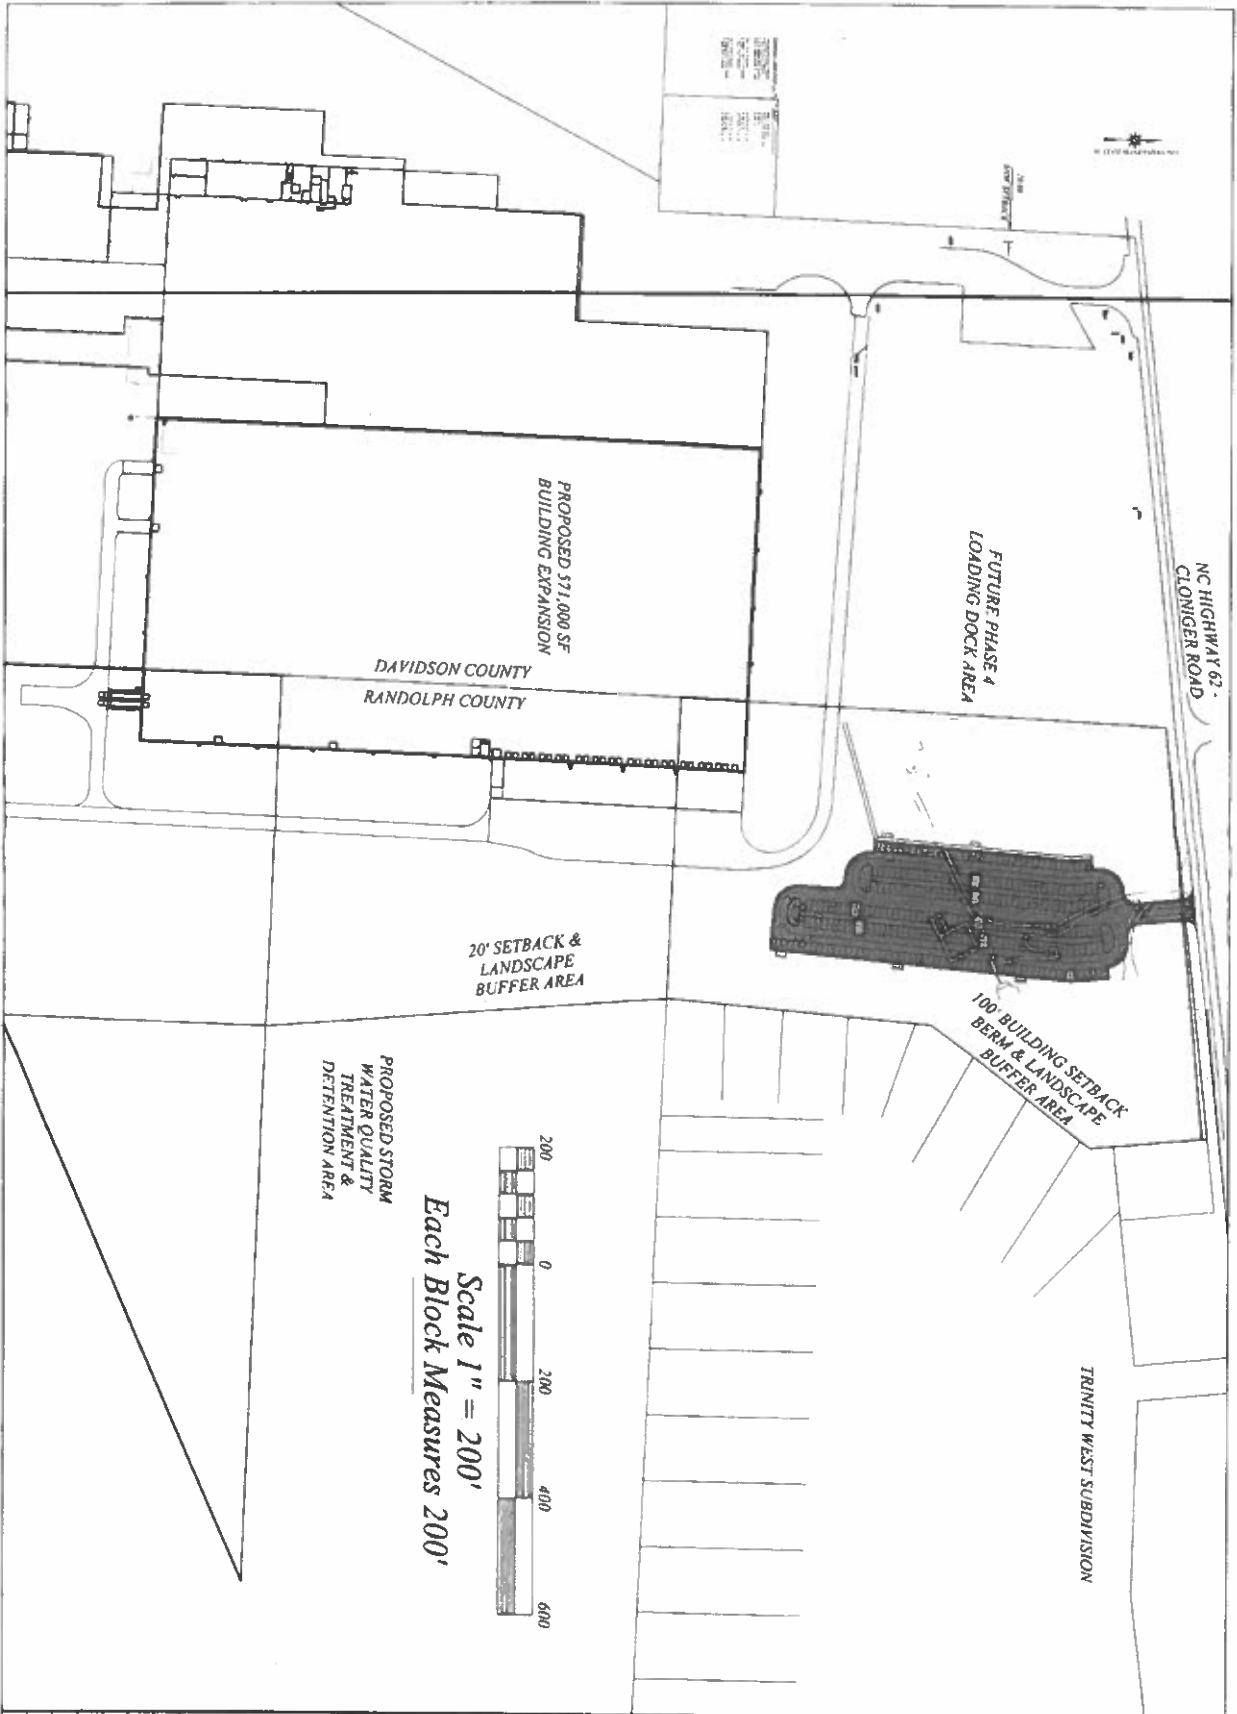 NC HIGHWAY 62 -
CLONIGER ROAD
FUTURE PHASE 4
LOADING DOCK AREA
PROPOSED 571,000 SF
BUILDING EXPANSION
DAVIDSON COUNTY
RANDOLPH COUNTY
20' SETBACK &
LANDSCAPE
BUFFER AREA
100' BUILDING SETBACK
BERM & LANDSCAPE
BUFFER AREA
PROPOSED STORM
WATER QUALITY
TREATMENT &
DETENTION AREA
200 0 200 400 600
Scale 1" = 200'
Each Block Measures 200'
TRINITY WEST SUBDIVISION